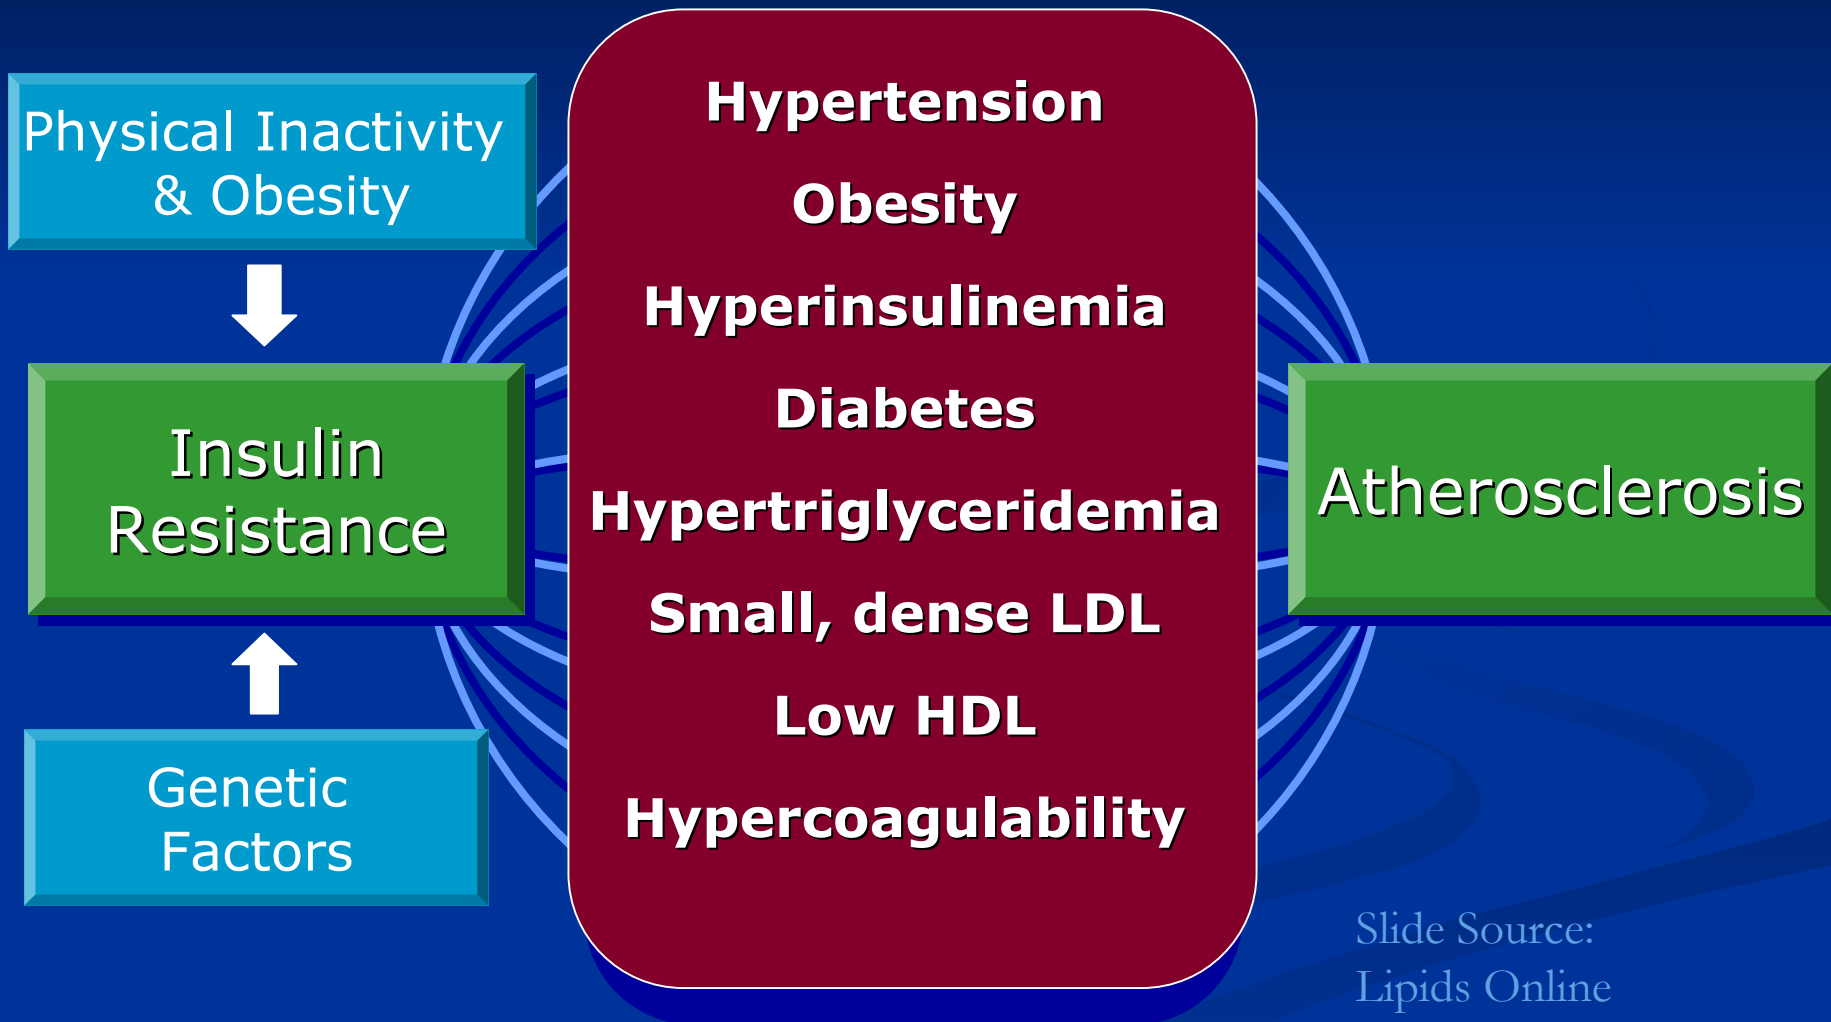 Physical Inactivity
& Obesity
Insulin
Resistance
Genetic
Factors
Hypertension
Obesity
Hyperinsulinemia
Diabetes
Hypertriglyceridemia
Small, dense LDL
Low HDL
Hypercoagulability
Atherosclerosis
Slide Source:
Lipids Online